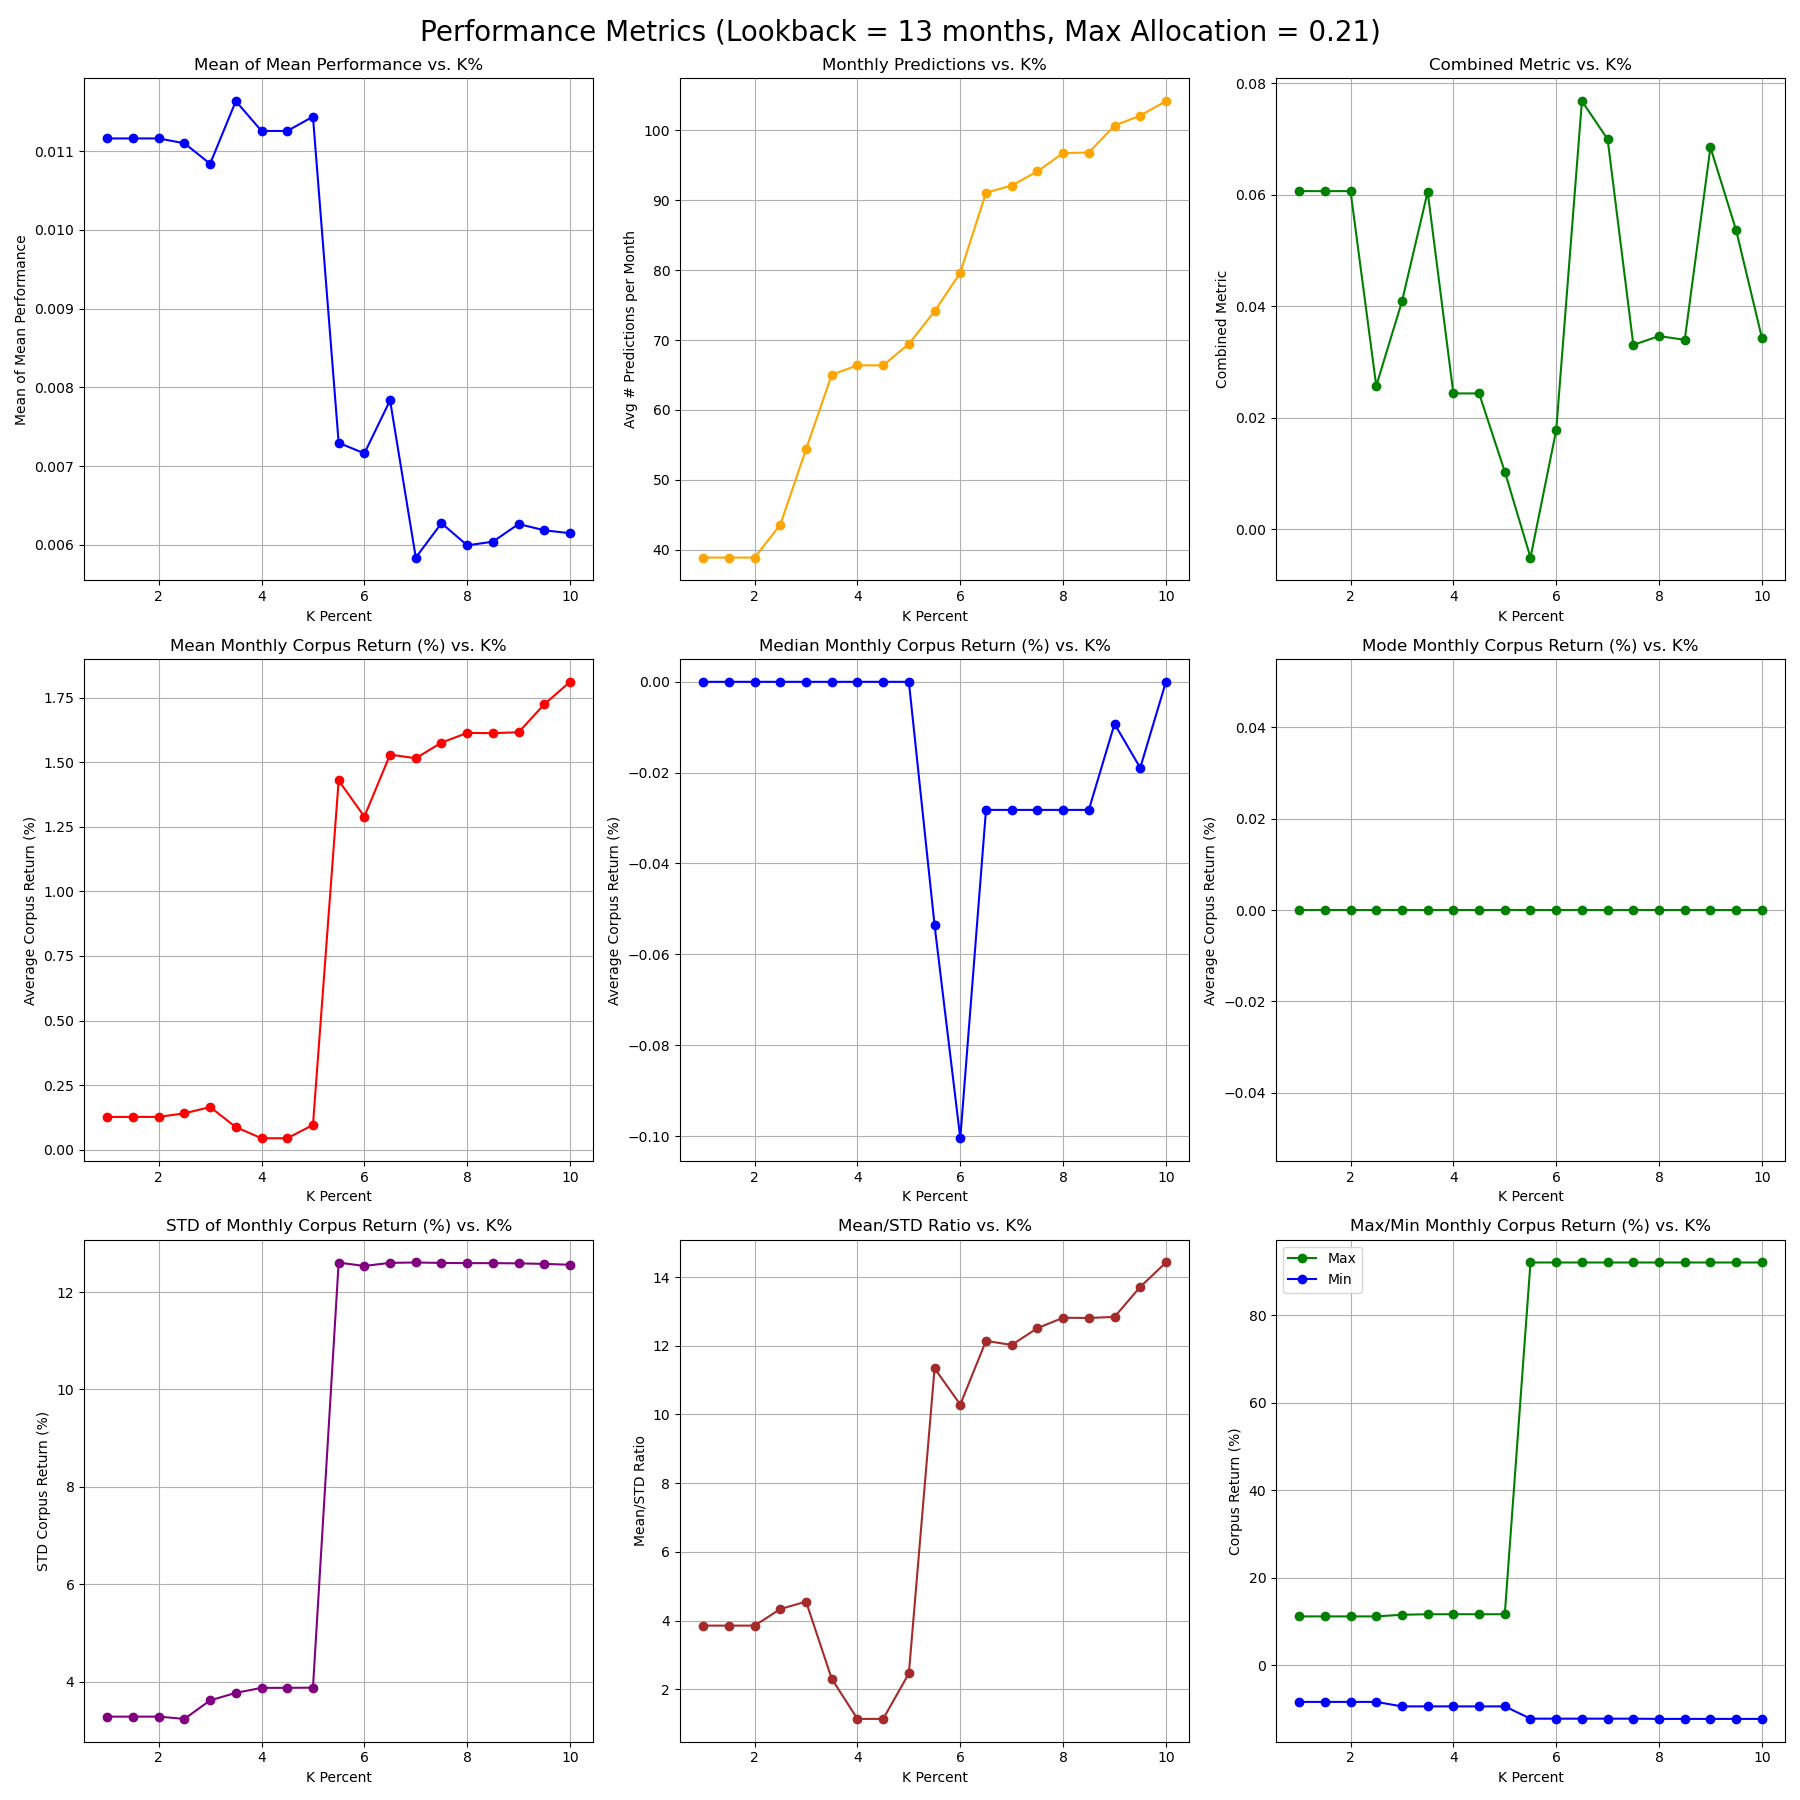 Performance Metrics (Lookback = 13 months, Max Allocation = 0.21)
Mean of Mean Performance vs. K%
Mean of Mean Performance
0.011
0.010
0.009
0.008
0.007
0.006
2 4 6 8 10
K Percent
Monthly Predictions vs. K%
Avg # Predictions per Month
100
90
80
70
60
50
40
2 4 6 8 10
K Percent
Combined Metric vs. K%
Combined Metric
0.08
0.06
0.04
0.02
0.00
2 4 6 8 10
K Percent
Mean Monthly Corpus Return (%) vs. K%
Average Corpus Return (%)
1.75
1.50
1.25
1.00
0.75
0.50
0.25
0.00
2 4 6 8 10
K Percent
Median Monthly Corpus Return (%) vs. K%
Average Corpus Return (%)
0.00
−0.02
−0.04
−0.06
−0.08
−0.10
2 4 6 8 10
K Percent
Mode Monthly Corpus Return (%) vs. K%
Average Corpus Return (%)
0.04
0.02
0.00
−0.02
−0.04
2 4 6 8 10
K Percent
STD of Monthly Corpus Return (%) vs. K%
STD Corpus Return (%)
12
10
8
6
4
2 4 6 8 10
K Percent
Mean/STD Ratio vs. K%
Mean/STD Ratio
14
12
10
8
6
4
2
2 4 6 8 10
K Percent
Max/Min Monthly Corpus Return (%) vs. K%
Max
Min
Corpus Return (%)
80
60
40
20
0
2 4 6 8 10
K Percent